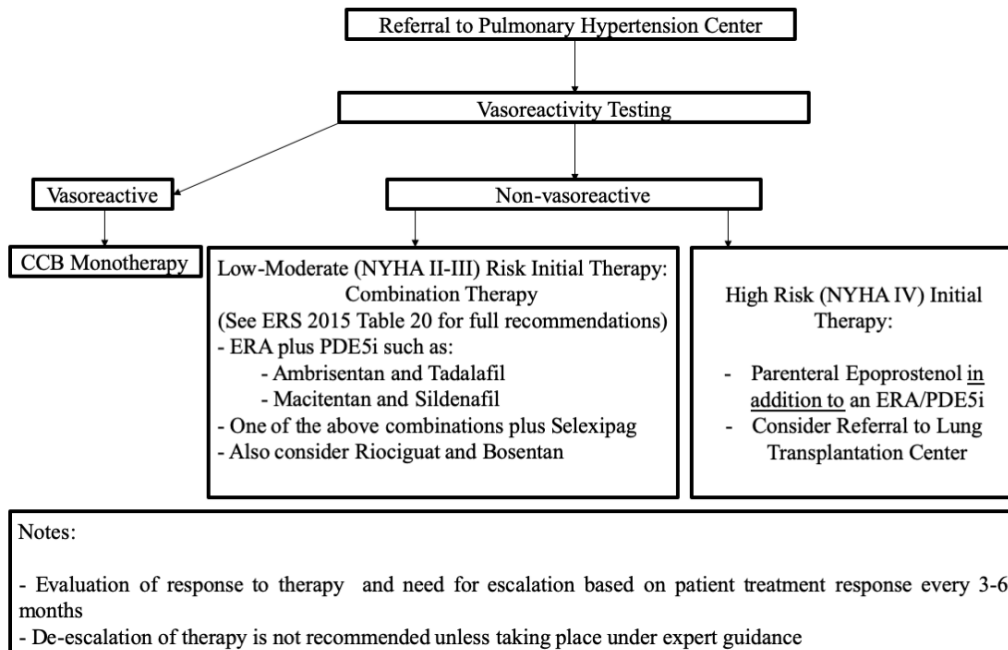 Referral to Pulmonary Hypertension Center
Vasoreactivity Testing
Vasoreactive
Non-vasoreactive
CCB Monotherapy
Low-Moderate (NYHA II-III) Risk Initial Therapy:
Combination Therapy
(See ERS 2015 Table 20 for full recommendations)
- ERA plus PDE5i such as:
- Ambrisentan and Tadalafil
- Macitentan and Sildenafil
- One of the above combinations plus Selexipag
- Also consider Riociguat and Bosentan
High Risk (NYHA IV) Initial
Therapy:
- Parenteral Epoprostenol in
addition to an ERA/PDE5i
- Consider Referral to Lung
Transplantation Center
Notes:
- Evaluation of response to therapy and need for escalation based on patient treatment response every 3-6
months
- De-escalation of therapy is not recommended unless taking place under expert guidance